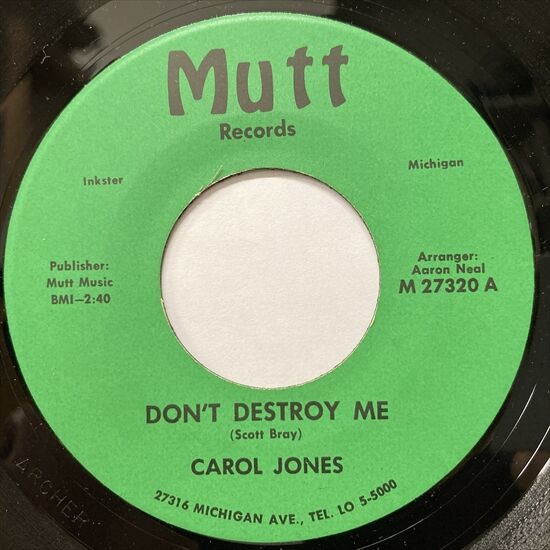 Mutt
Records
Inkster
Michigan
Publisher:
Mutt Music
BMI–2:40
Arranger:
Aaron Neal
M 27320 A
DON'T DESTROY ME
(Scott Bray)
CAROL JONES
27316 MICHIGAN AVE., TEL. LO 5-5000
ARCHER